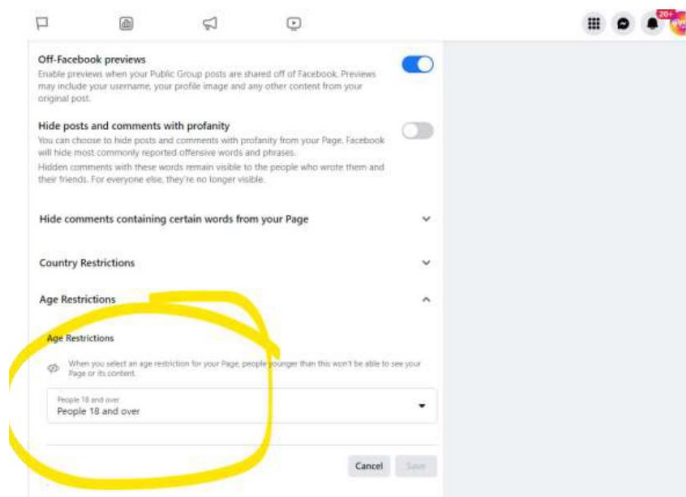 20+
Off-Facebook previews
Enable previews when your Public Group posts are shared off of Facebook. Previews
may include your username, your profile image and any other content from your
original post.
Hide posts and comments with profanity
You can choose to hide posts and comments with profanity from your Page. Facebook
will hide most commonly reported offensive words and phrases.
Hidden comments with these words remain visible to the people who wrote them and
their friends. For everyone else, they're no longer visible.
Hide comments containing certain words from your Page
Country Restrictions
Age Restrictions
Age Restrictions
When you select an age restriction for your Page, people younger than this won't be able to see your
Page or its content.
People 18 and over
People 18 and over
Cancel
Save